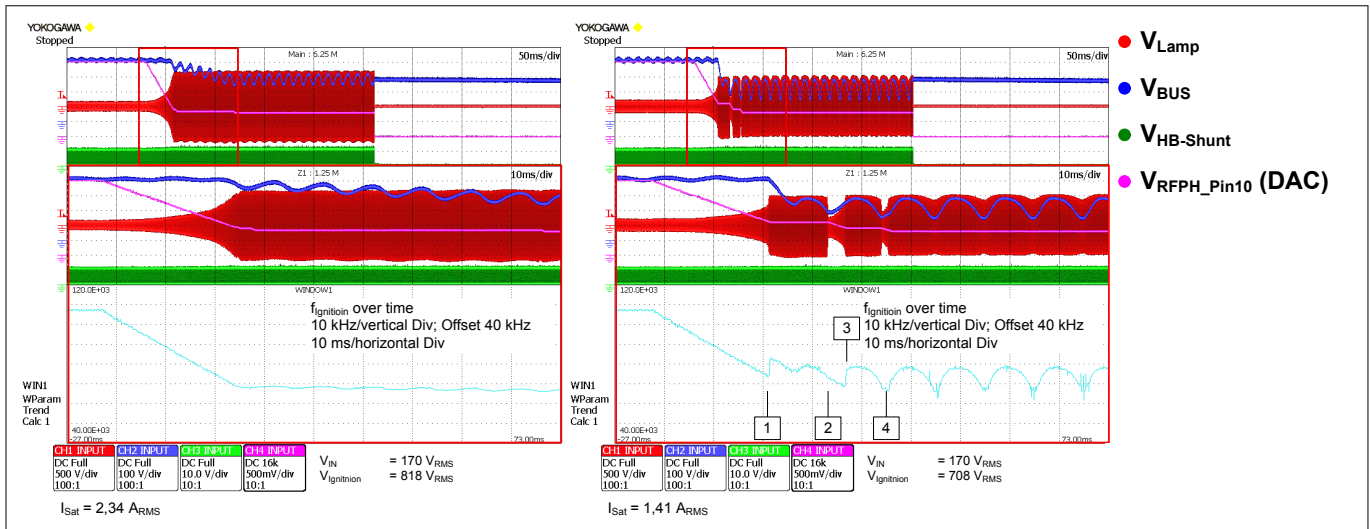 YOKOGAWA
Stopped
Main : 6.25 M
50ms/div
Z1 : 1.25 M
10ms/div
120.0E+03
WINDOW1
fIgnitioin over time
10 kHz/vertical Div; Offset 40 kHz
10 ms/horizontal Div
WIN1
WParam
Trend
Calc 1
40.00E+03
-27.00ms
73.00ms
CH1 INPUT
DC Full
500 V/div
100:1
CH2 INPUT
DC Full
100 V/div
100:1
CH3 INPUT
DC Full
10.0 V/div
10:1
CH4 INPUT
DC 16k
500mV/div
10:1
VIN = 170 VRMS
VIgnitnion = 818 VRMS
ISat = 2,34 ARMS
YOKOGAWA
Stopped
Main : 6.25 M
50ms/div
Z1 : 1.25 M
10ms/div
120.0E+03
WINDOW1
fIgnitioin over time
10 kHz/vertical Div; Offset 40 kHz
10 ms/horizontal Div
3
1
2
4
WIN1
WParam
Trend
Calc 1
40.00E+03
-27.00ms
73.00ms
CH1 INPUT
DC Full
500 V/div
100:1
CH2 INPUT
DC Full
100 V/div
100:1
CH3 INPUT
DC Full
10.0 V/div
10:1
CH4 INPUT
DC 16k
500mV/div
10:1
VIN = 170 VRMS
VIgnitnion = 708 VRMS
ISat = 1,41 ARMS
VLamp
VBUS
VHB-Shunt
VRFPH_Pin10 (DAC)